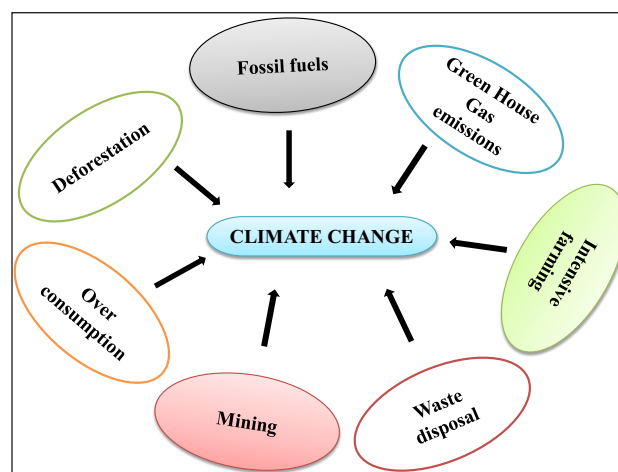 Fossil fuels
Green House
Gas
emissions
Deforestation
CLIMATE CHANGE
Intensive
farming
Over
consumption
Mining
Waste
disposal